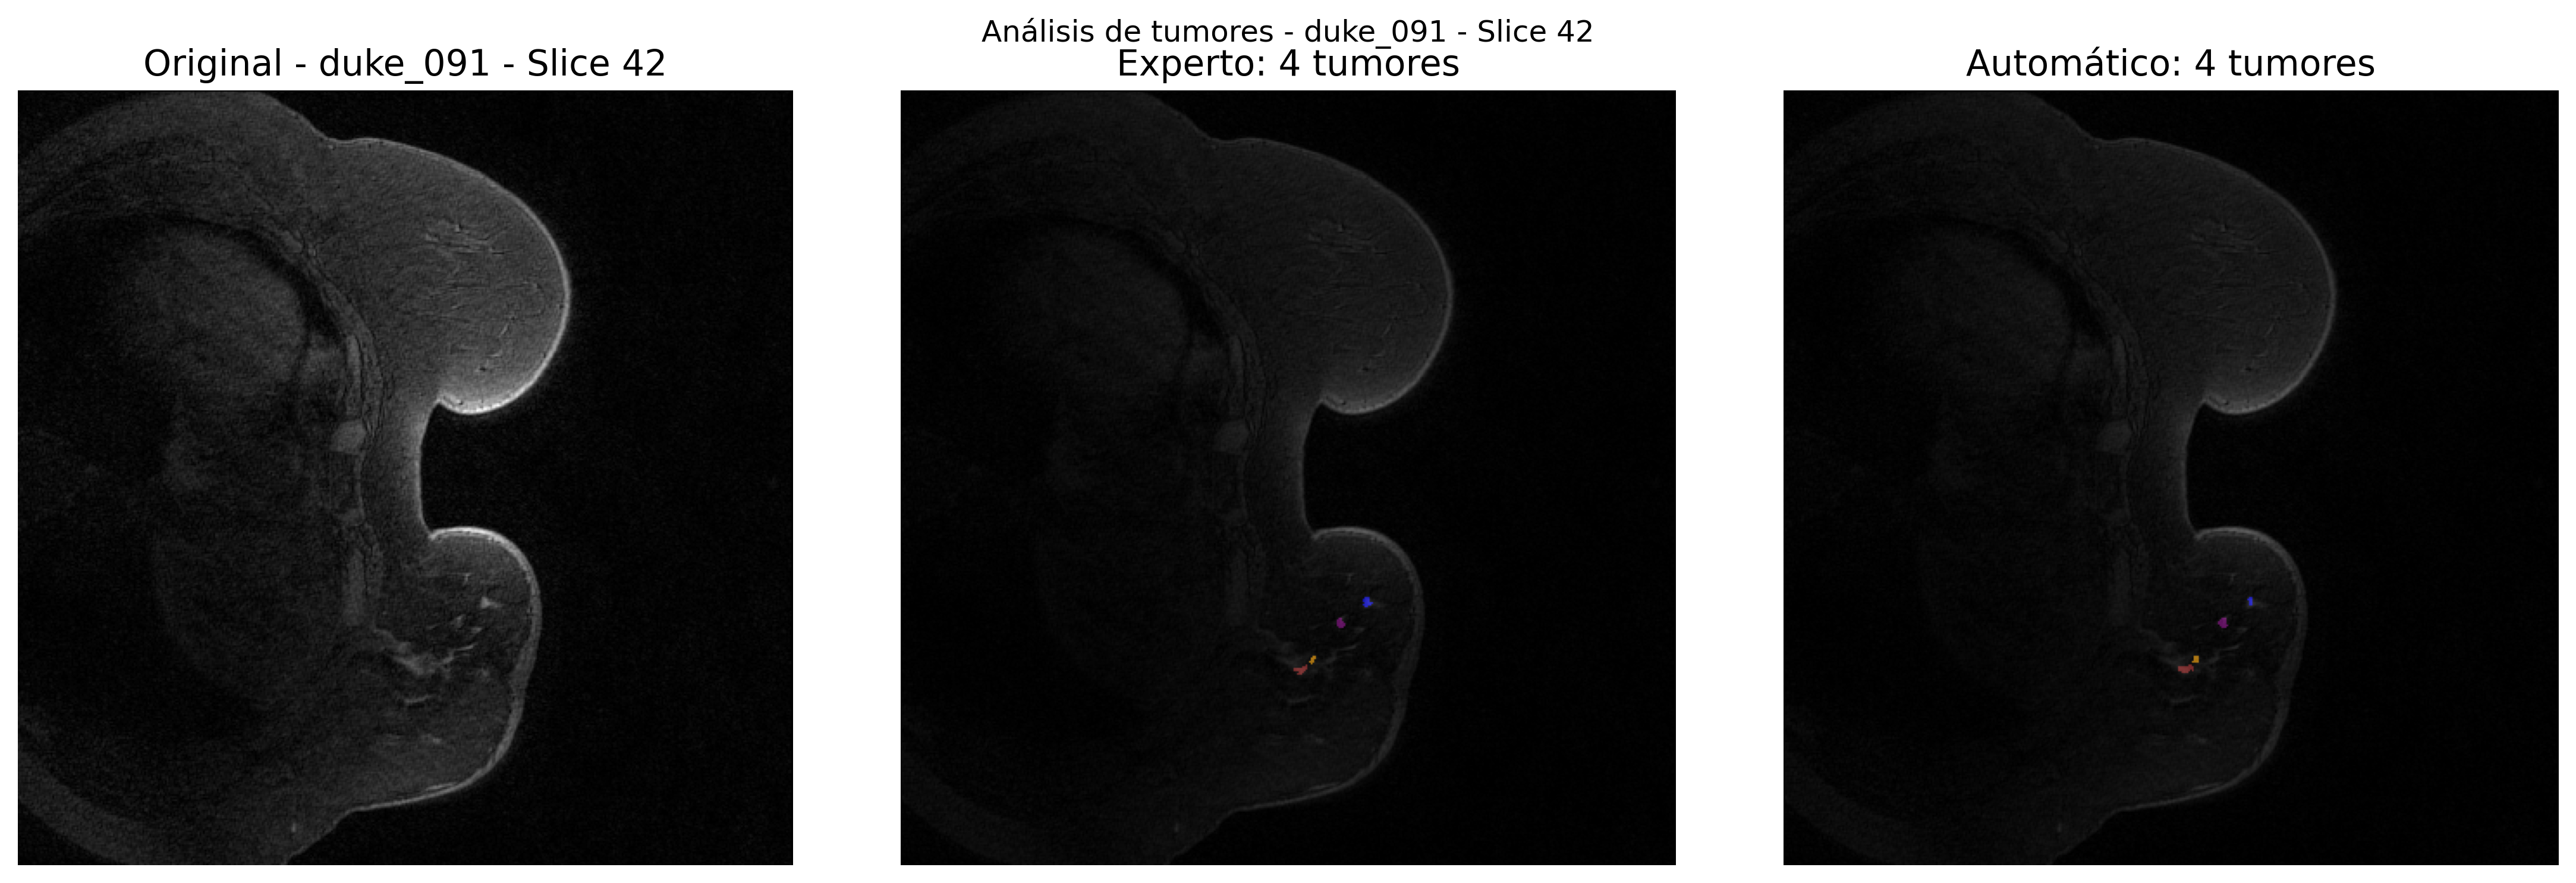 Análisis de tumores - duke_091 - Slice 42
Original - duke_091 - Slice 42
Experto: 4 tumores
Automático: 4 tumores